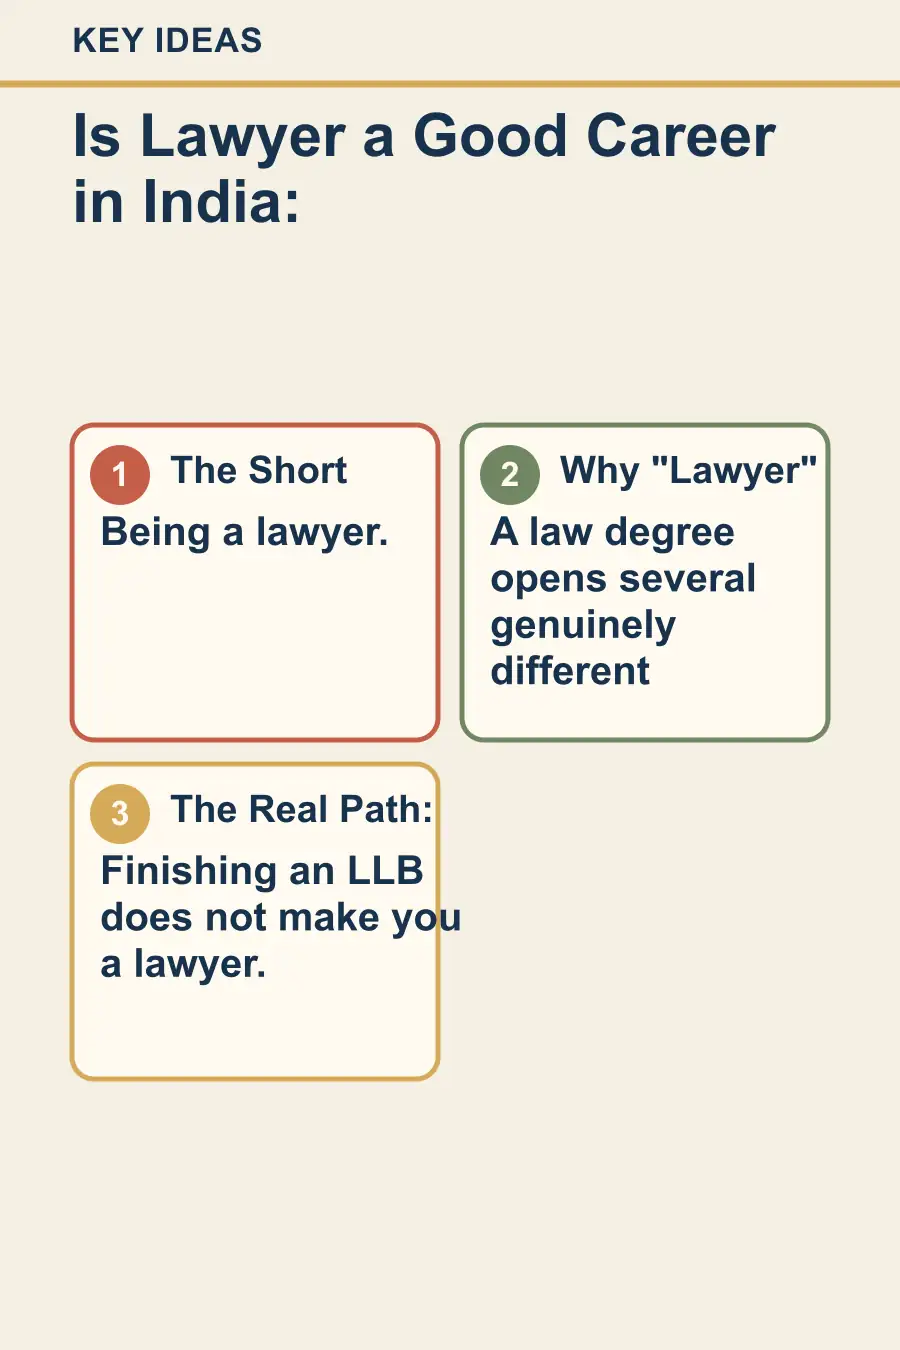 KEY IDEAS
Is Lawyer a Good Career
in India:
1 The Short
Being a lawyer.
2 Why "Lawyer"
A law degree
opens several
genuinely
different
3 The Real Path:
Finishing an LLB
does not make you
a lawyer.